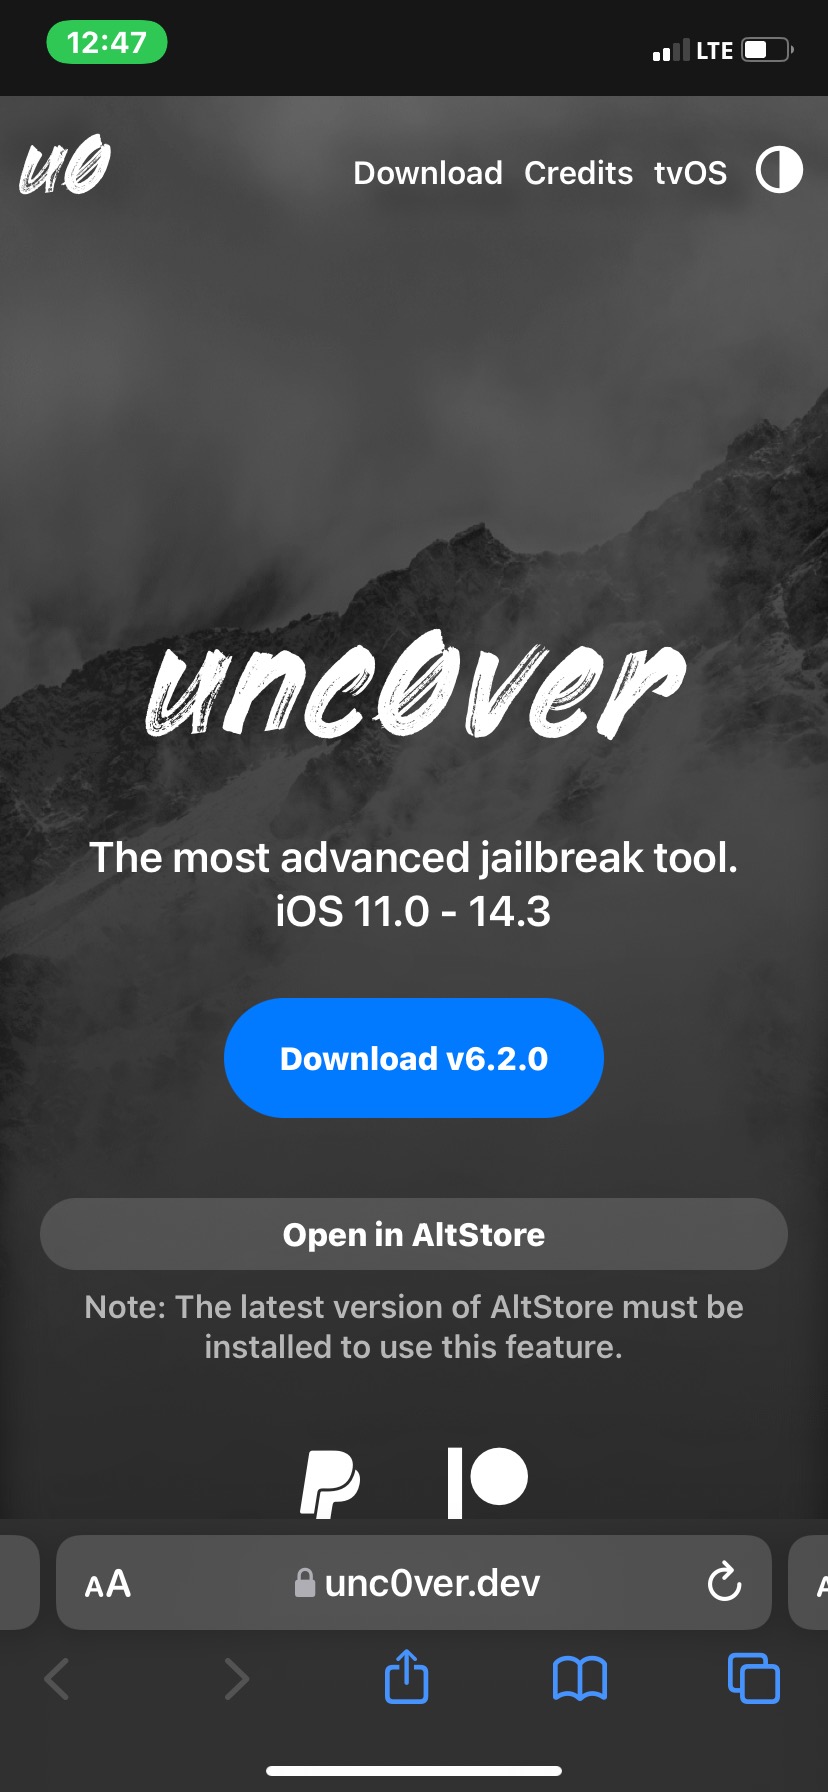 12:47
LTE
u0
Download Credits tvOS
unc0ver
The most advanced jailbreak tool.
iOS 11.0 - 14.3
Download v6.2.0
Open in AltStore
Note: The latest version of AltStore must be
installed to use this feature.
AA
unc0ver.dev